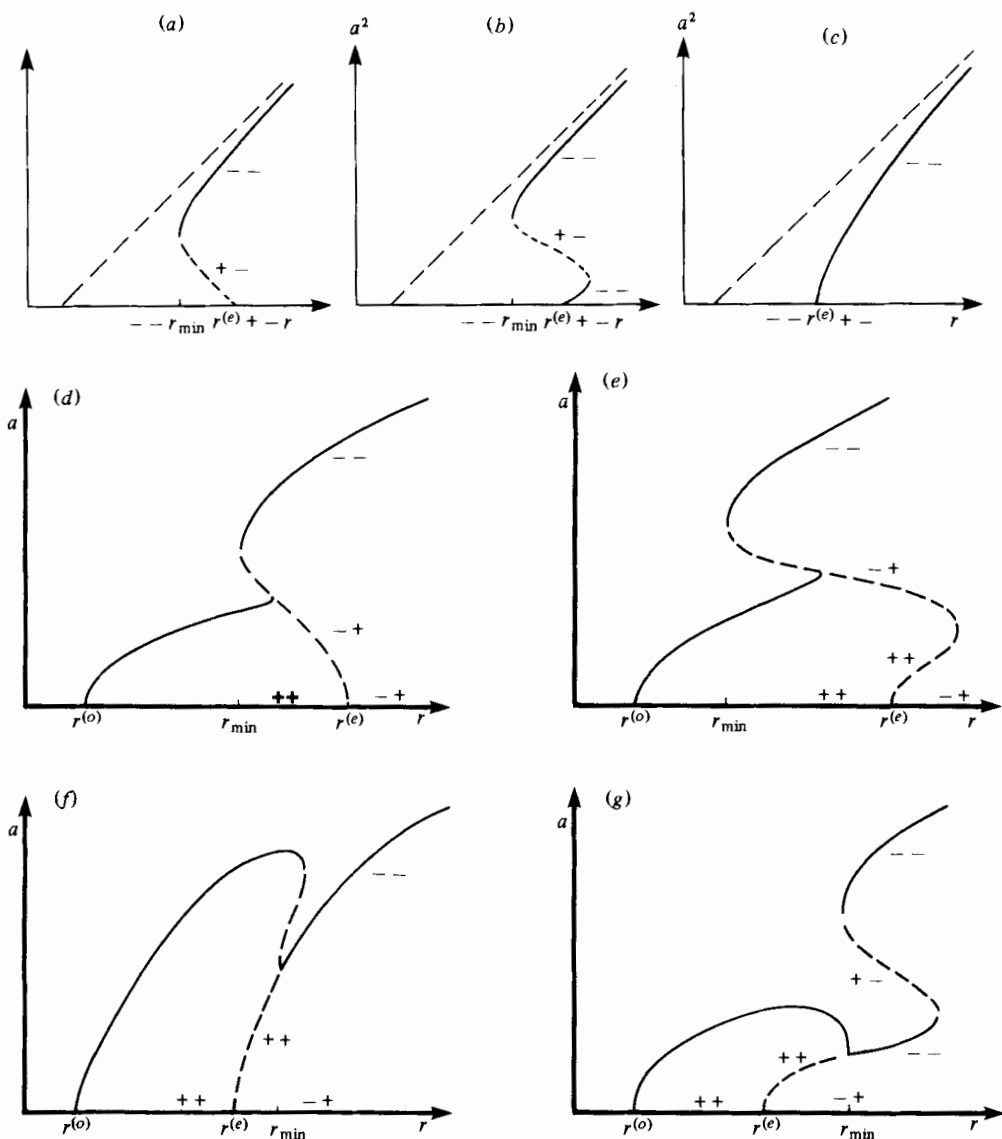 (a)
a² (b)
a² (c)
− −
+ −
− − r_min r^(e) + − r
− −
+ −
− −
− − r_min r^(e) + − r
− −
− − r^(e) + − r
(d)
a
− −
− +
++
− +
r^(o) r_min r^(e) r
(e)
a
− −
− +
+ +
+ +
− +
r^(o) r_min r^(e) r
(f)
a
− −
+ +
+ +
− +
r^(o) r^(e) r_min r
(g)
a
− −
+ −
− −
+ +
+ +
− +
r^(o) r^(e) r_min r